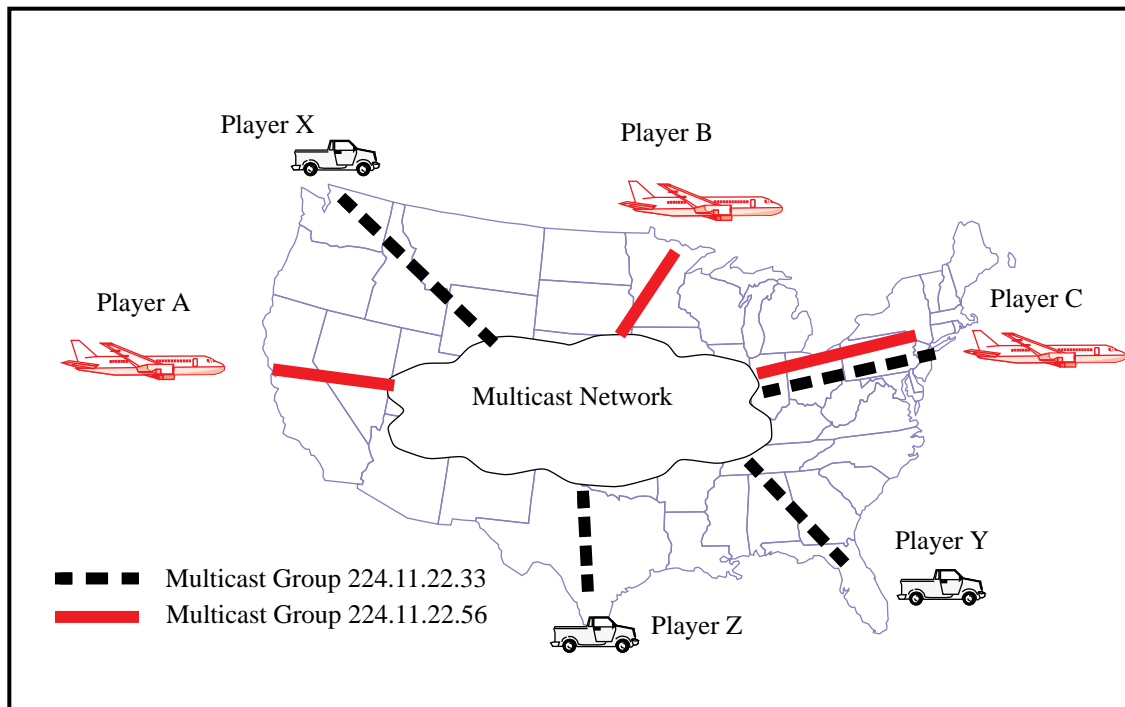 Player X
Player B
Player A
Player C
Multicast Network
Player Y
Multicast Group 224.11.22.33
Multicast Group 224.11.22.56
Player Z